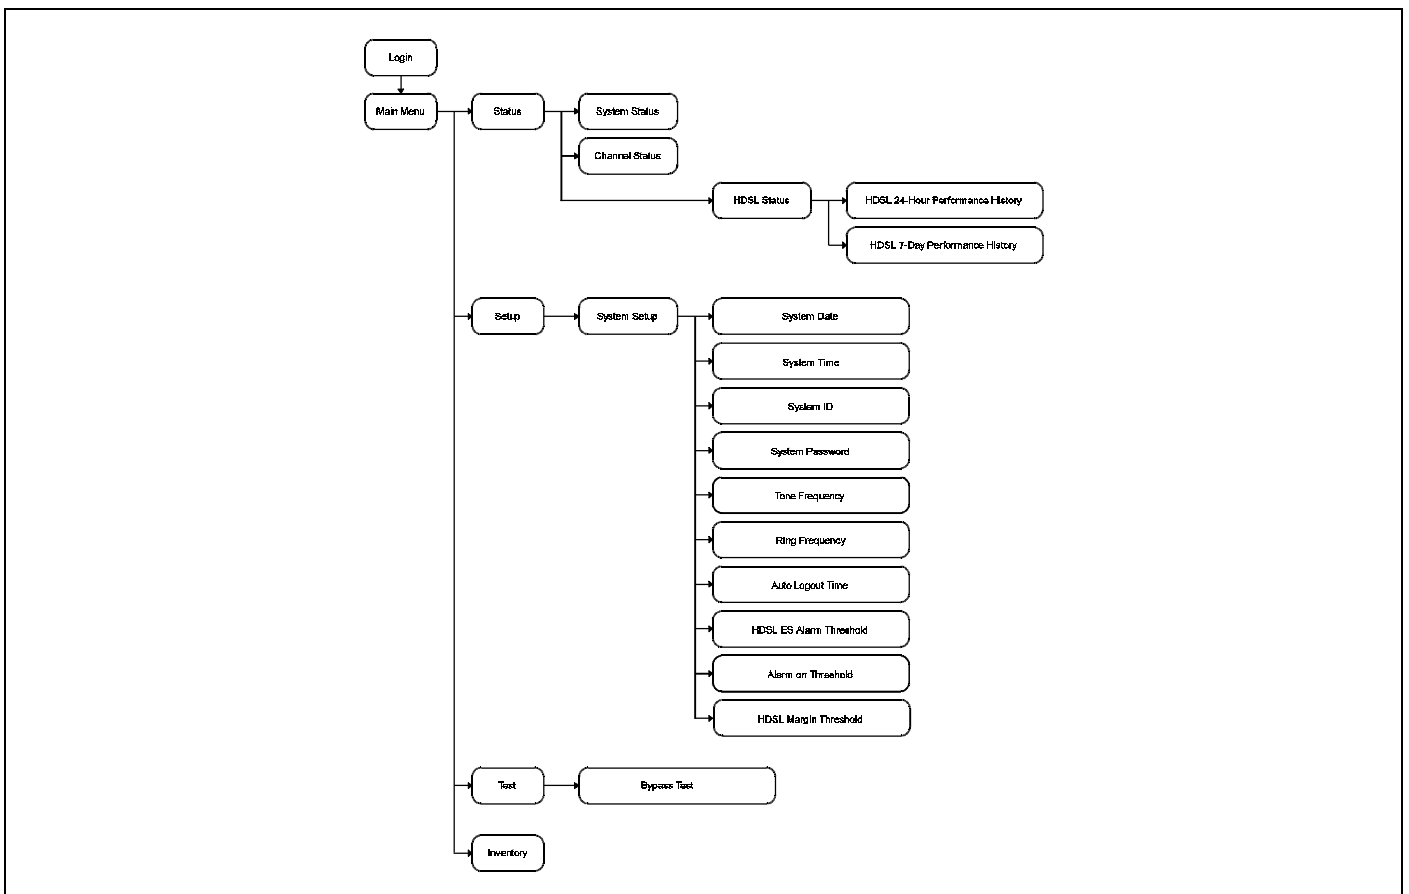 Login
Main Menu
Status
System Status
Channel Status
HDSL Status
HDSL 24-Hour Performance History
HDSL 7-Day Performance History
Setup
System Setup
System Date
System Time
System ID
System Password
Tone Frequency
Ring Frequency
Auto Logout Time
HDSL ES Alarm Threshold
Alarm on Threshold
HDSL Margin Threshold
Test
Bypass Test
Inventory